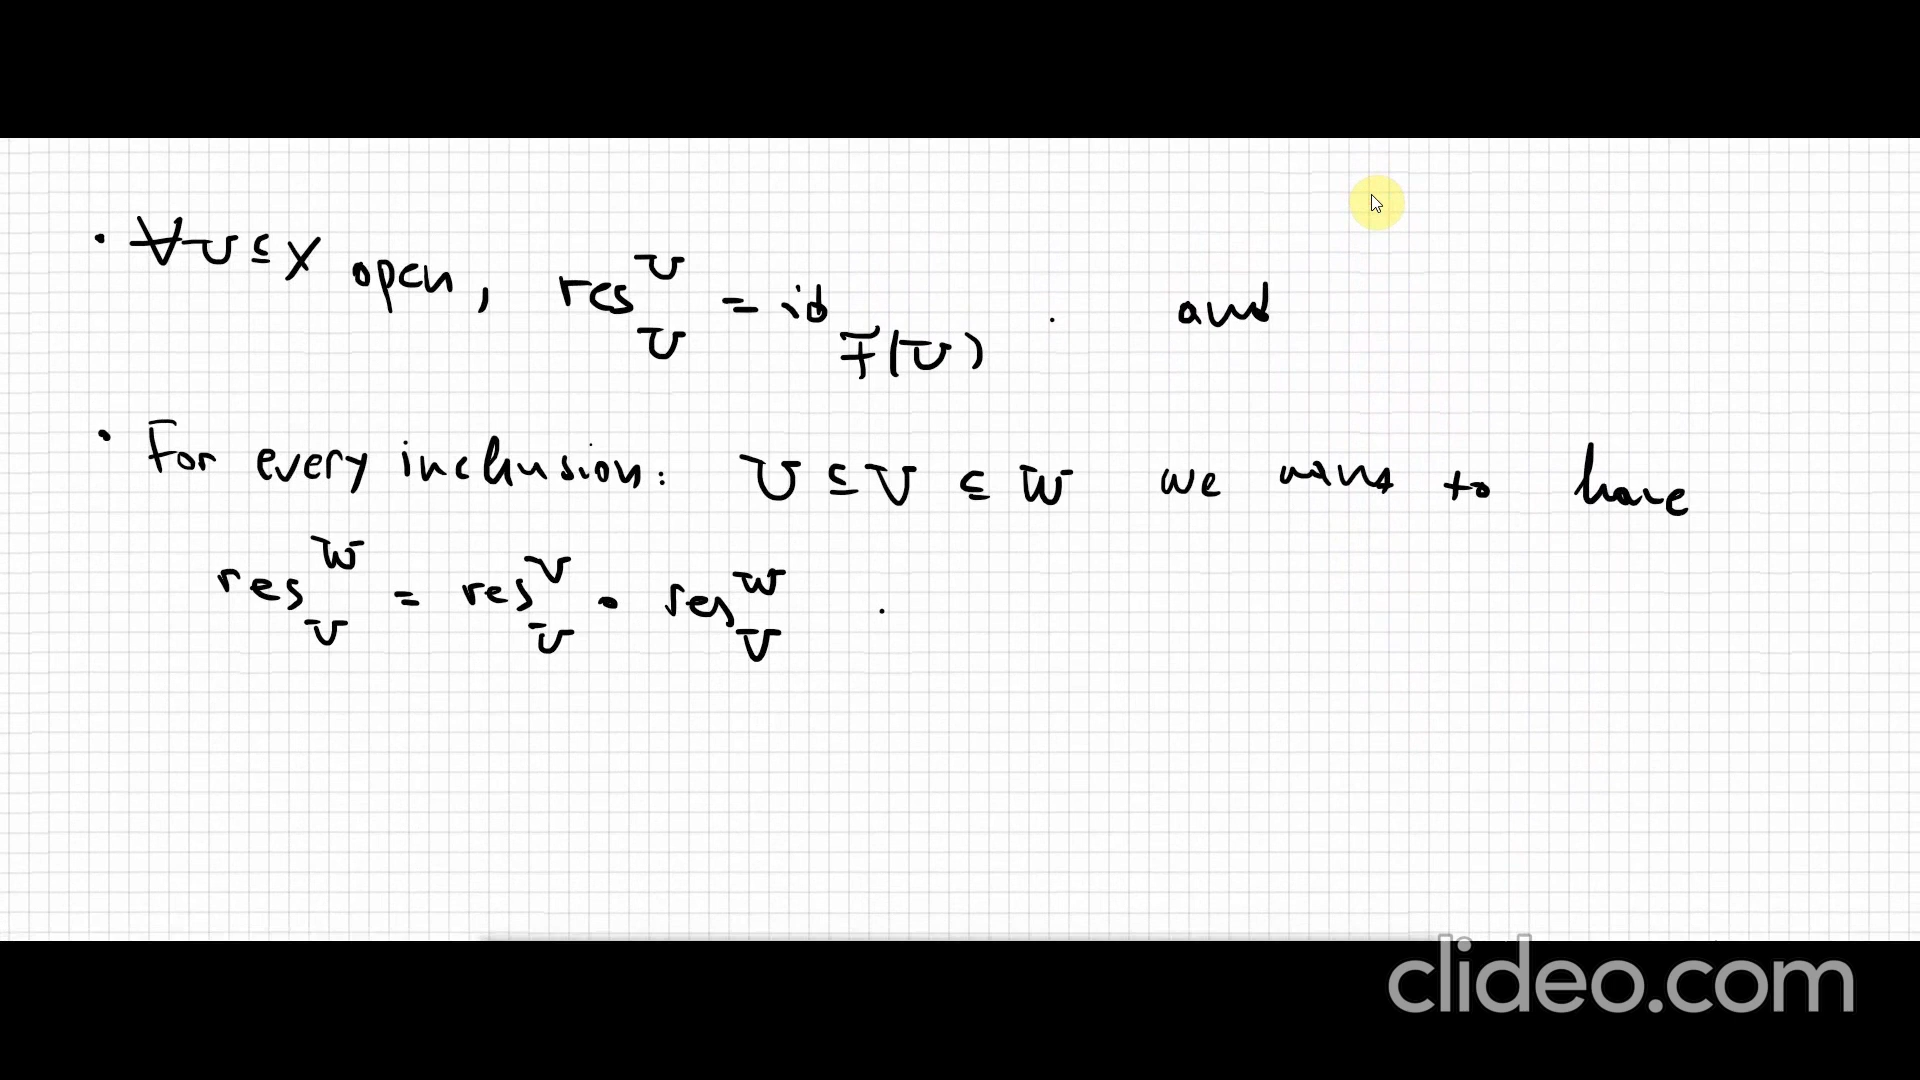 • ∀U ⊆ X open, res^U_U = id_F(U) . and
• For every inclusion: U ⊆ V ⊆ W we want to have
res^W_U = res^V_U ∘ res^W_V .
clideo.com